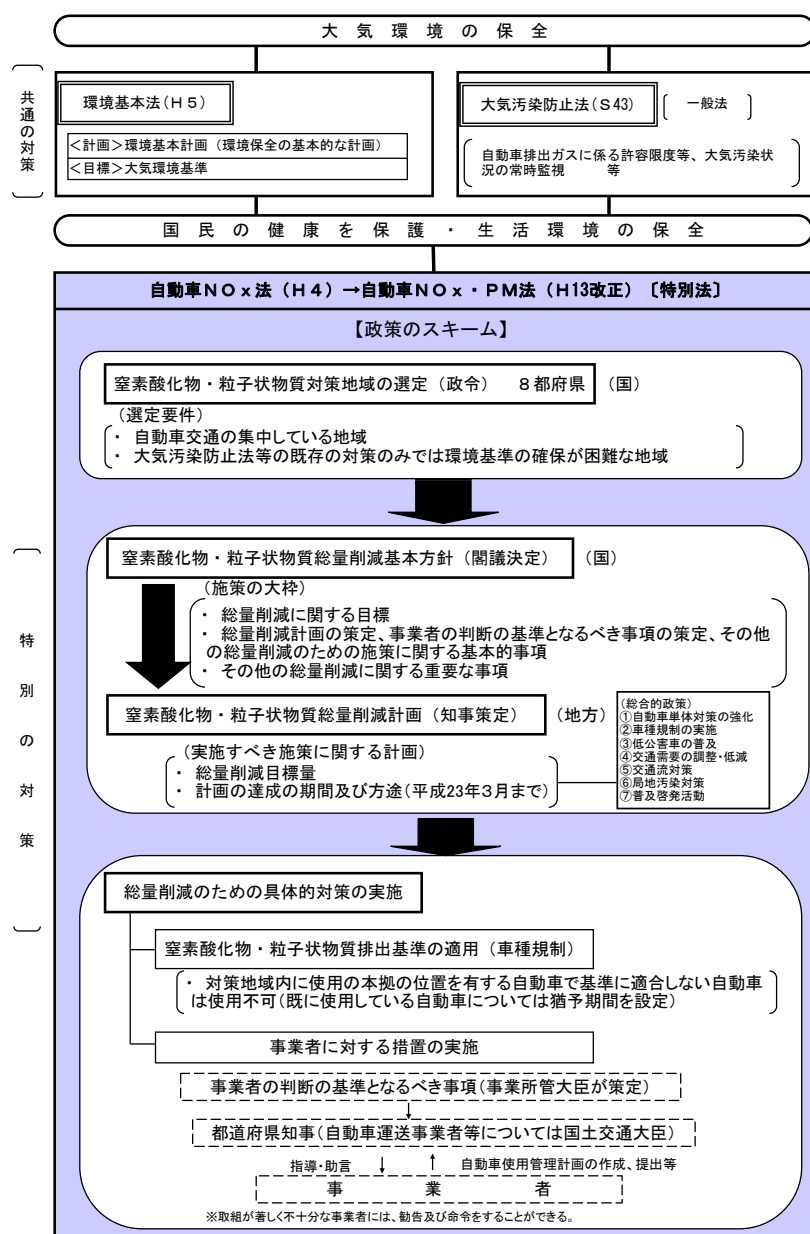 大気環境の保全
共通の対策
環境基本法(H5)
<計画>環境基本計画(環境保全の基本的な計画)
<目標>大気環境基準
大気汚染防止法(S43)
一般法
自動車排出ガスに係る許容限度等、大気汚染状
況の常時監視 等
国民の健康を保護・生活環境の保全
自動車NOx法(H4)→自動車NOx・PM法(H13改正)〔特別法〕
【政策のスキーム】
窒素酸化物・粒子状物質対策地域の選定(政令) 8都府県 (国)
(選定要件)
・ 自動車交通の集中している地域
・ 大気汚染防止法等の既存の対策のみでは環境基準の確保が困難な地域
特別の対策
窒素酸化物・粒子状物質総量削減基本方針(閣議決定) (国)
(施策の大枠)
・ 総量削減に関する目標
・ 総量削減計画の策定、事業者の判断の基準となるべき事項の策定、その他
の総量削減のための施策に関する基本的事項
・ その他の総量削減に関する重要な事項
窒素酸化物・粒子状物質総量削減計画(知事策定) (地方)
(実施すべき施策に関する計画)
・ 総量削減目標量
・ 計画の達成の期間及び方途(平成23年3月まで)
(総合的政策)
①自動車単体対策の強化
②車種規制の実施
③低公害車の普及
④交通需要の調整・低減
⑤交通流対策
⑥局地汚染対策
⑦普及啓発活動
総量削減のための具体的対策の実施
窒素酸化物・粒子状物質排出基準の適用(車種規制)
・ 対策地域内に使用の本拠の位置を有する自動車で基準に適合しない自動車
は使用不可(既に使用している自動車については猶予期間を設定)
事業者に対する措置の実施
事業者の判断の基準となるべき事項(事業所管大臣が策定)
都道府県知事(自動車運送事業者等については国土交通大臣)
指導・助言 自動車使用管理計画の作成、提出等
事業者
※取組が著しく不十分な事業者には、勧告及び命令をすることができる。